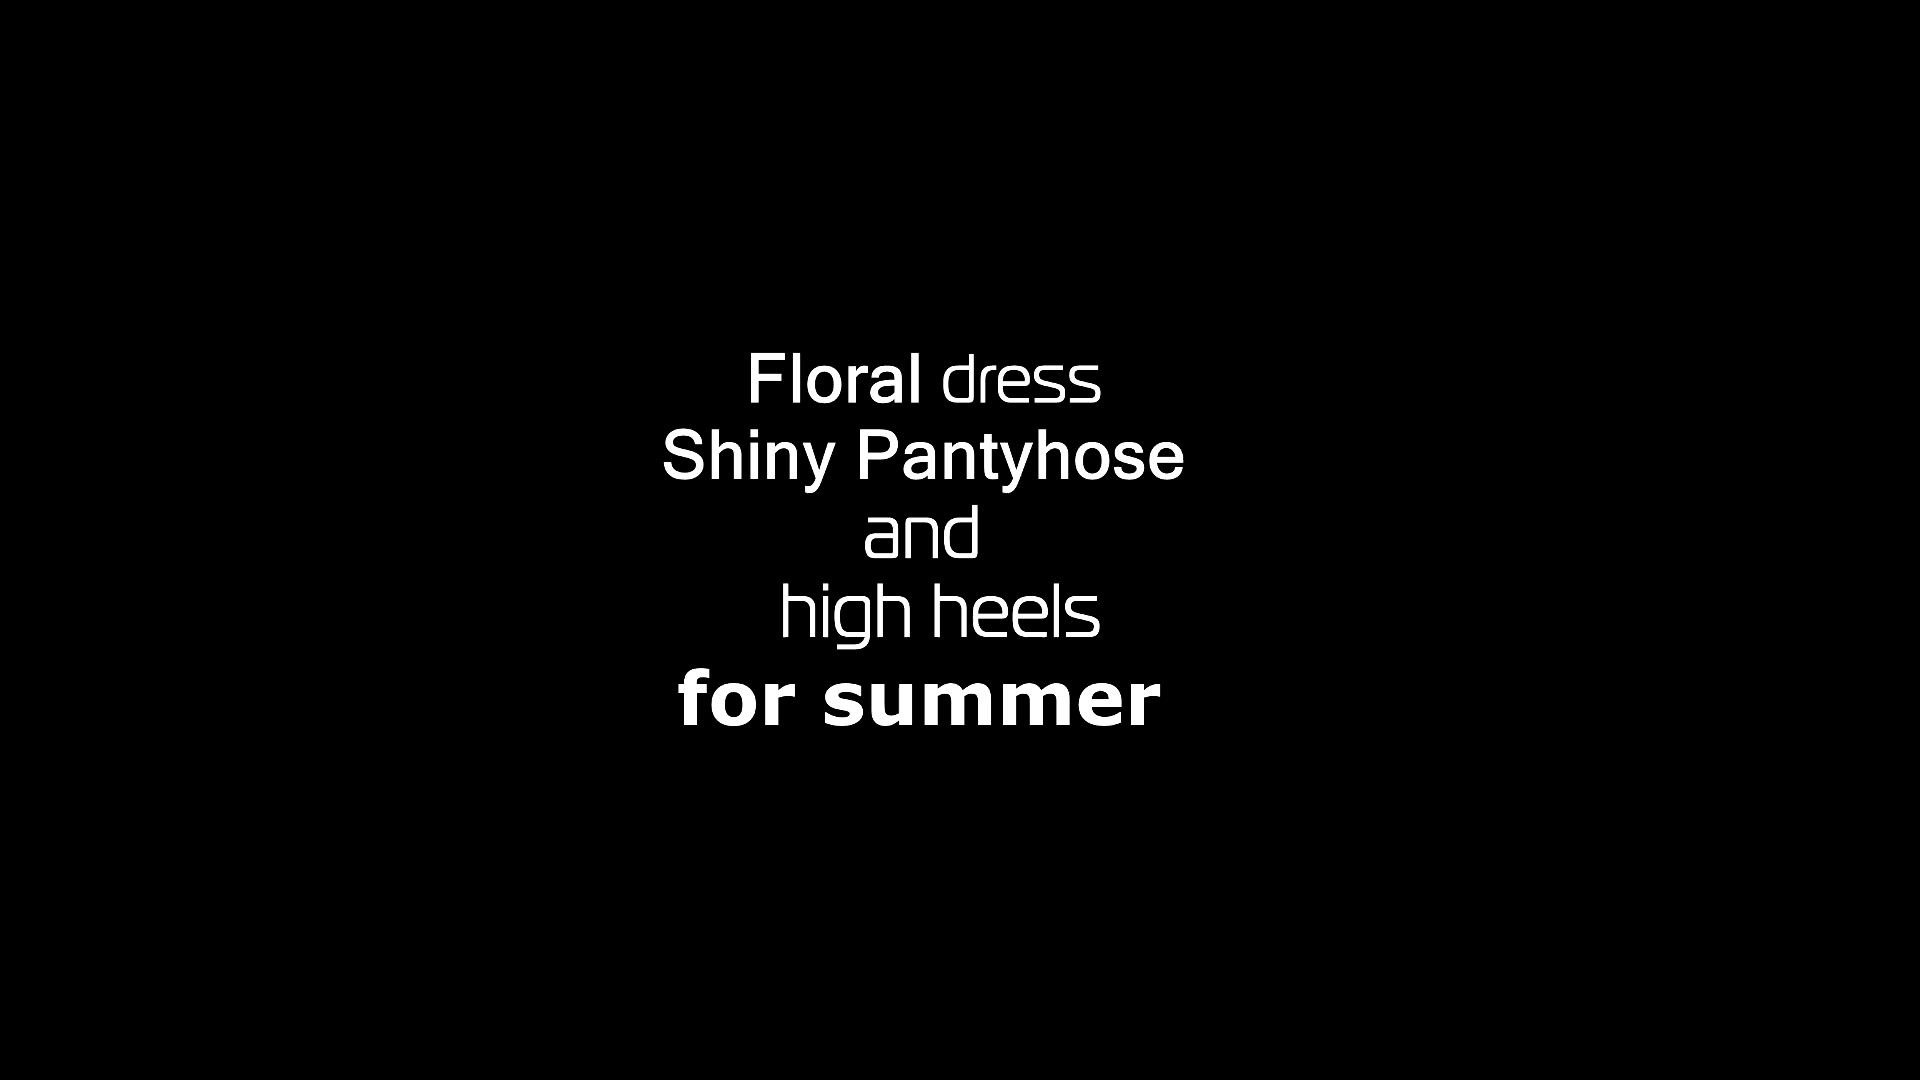 Floral dress
Shiny Pantyhose
and
high heels
for summer